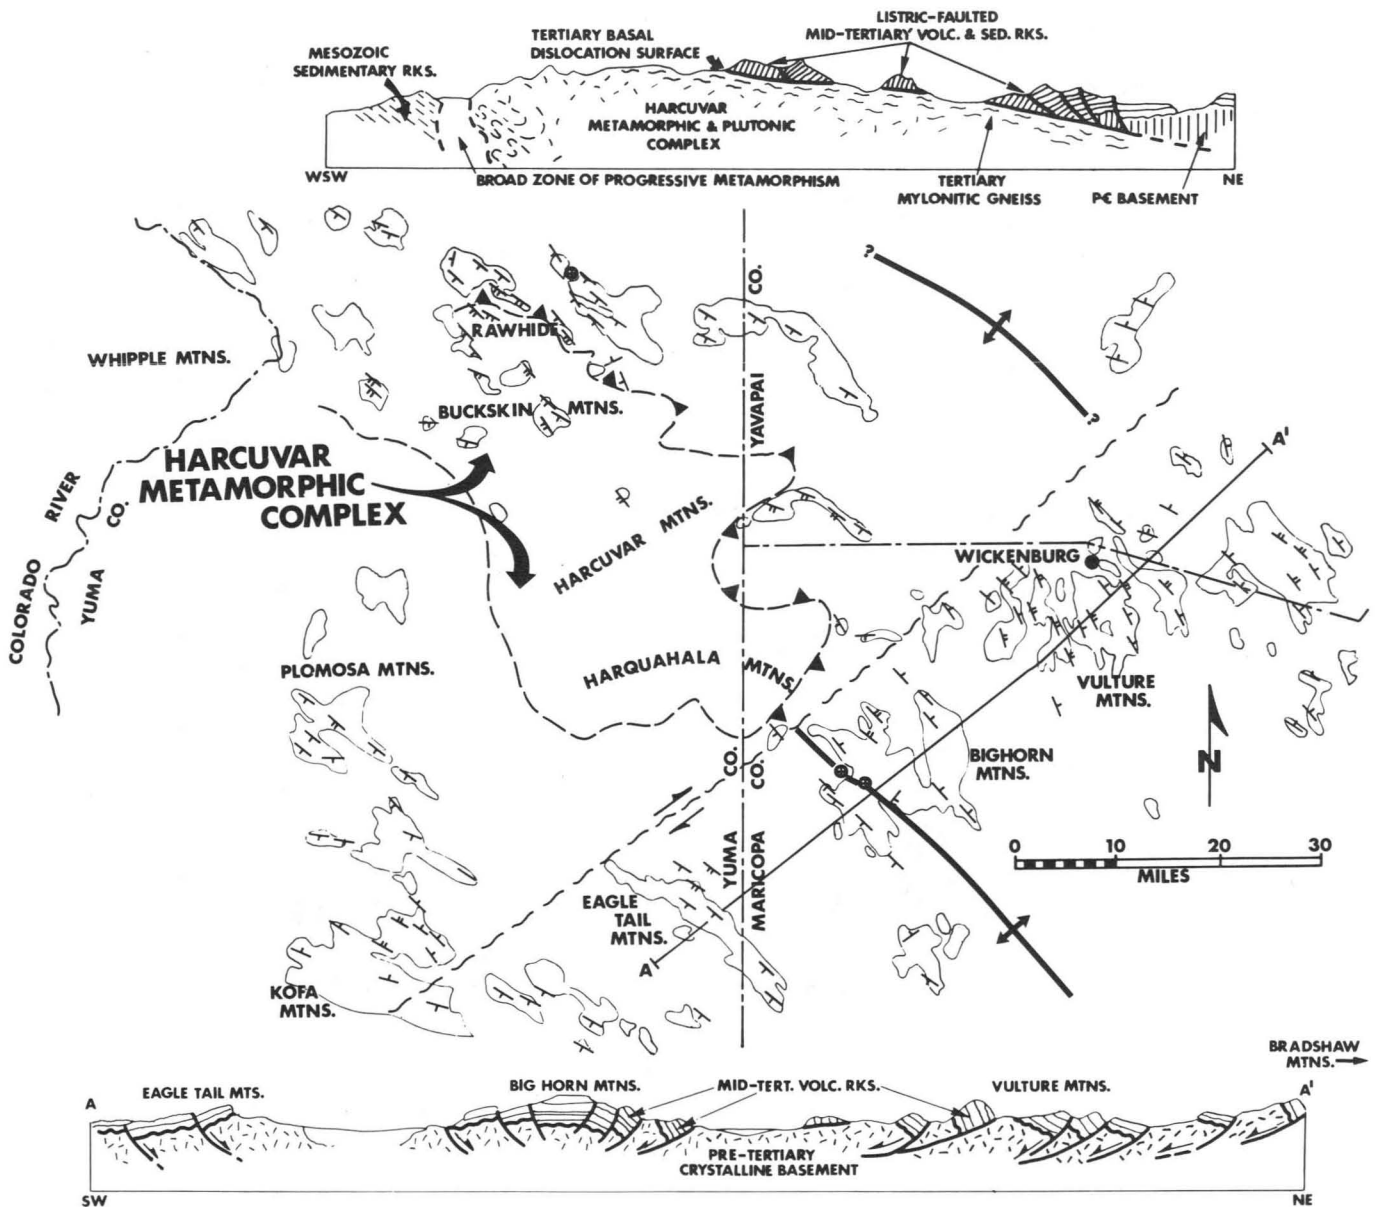 LISTRIC-FAULTED
MID-TERTIARY VOLC. & SED. RKS.
TERTIARY BASAL
DISLOCATION SURFACE
MESOZOIC
SEDIMENTARY RKS.
HARCUVAR
METAMORPHIC & PLUTONIC
COMPLEX
WSW
BROAD ZONE OF PROGRESSIVE METAMORPHISM
TERTIARY
MYLONITIC GNEISS
P-Є BASEMENT
NE
?
CO.
YAVAPAI
RAWHIDE
WHIPPLE MTNS.
BUCKSKIN MTNS.
?
A'
HARCUVAR
METAMORPHIC
COMPLEX
RIVER
CO.
COLORADO
YUMA
HARCUVAR MTNS.
WICKENBURG
PLOMOSA MTNS.
HARQUAHALA MTNS.
VULTURE
MTNS.
BIGHORN
MTNS.
N
CO.
CO.
YUMA
MARICOPA
0 10 20 30
MILES
EAGLE
TAIL
MTNS.
A
KOFA
MTNS.
BRADSHAW
MTNS.
A
EAGLE TAIL MTS.
BIG HORN MTNS.
MID-TERT. VOLC. RKS.
VULTURE MTNS.
A'
PRE-TERTIARY
CRYSTALLINE BASEMENT
SW
NE